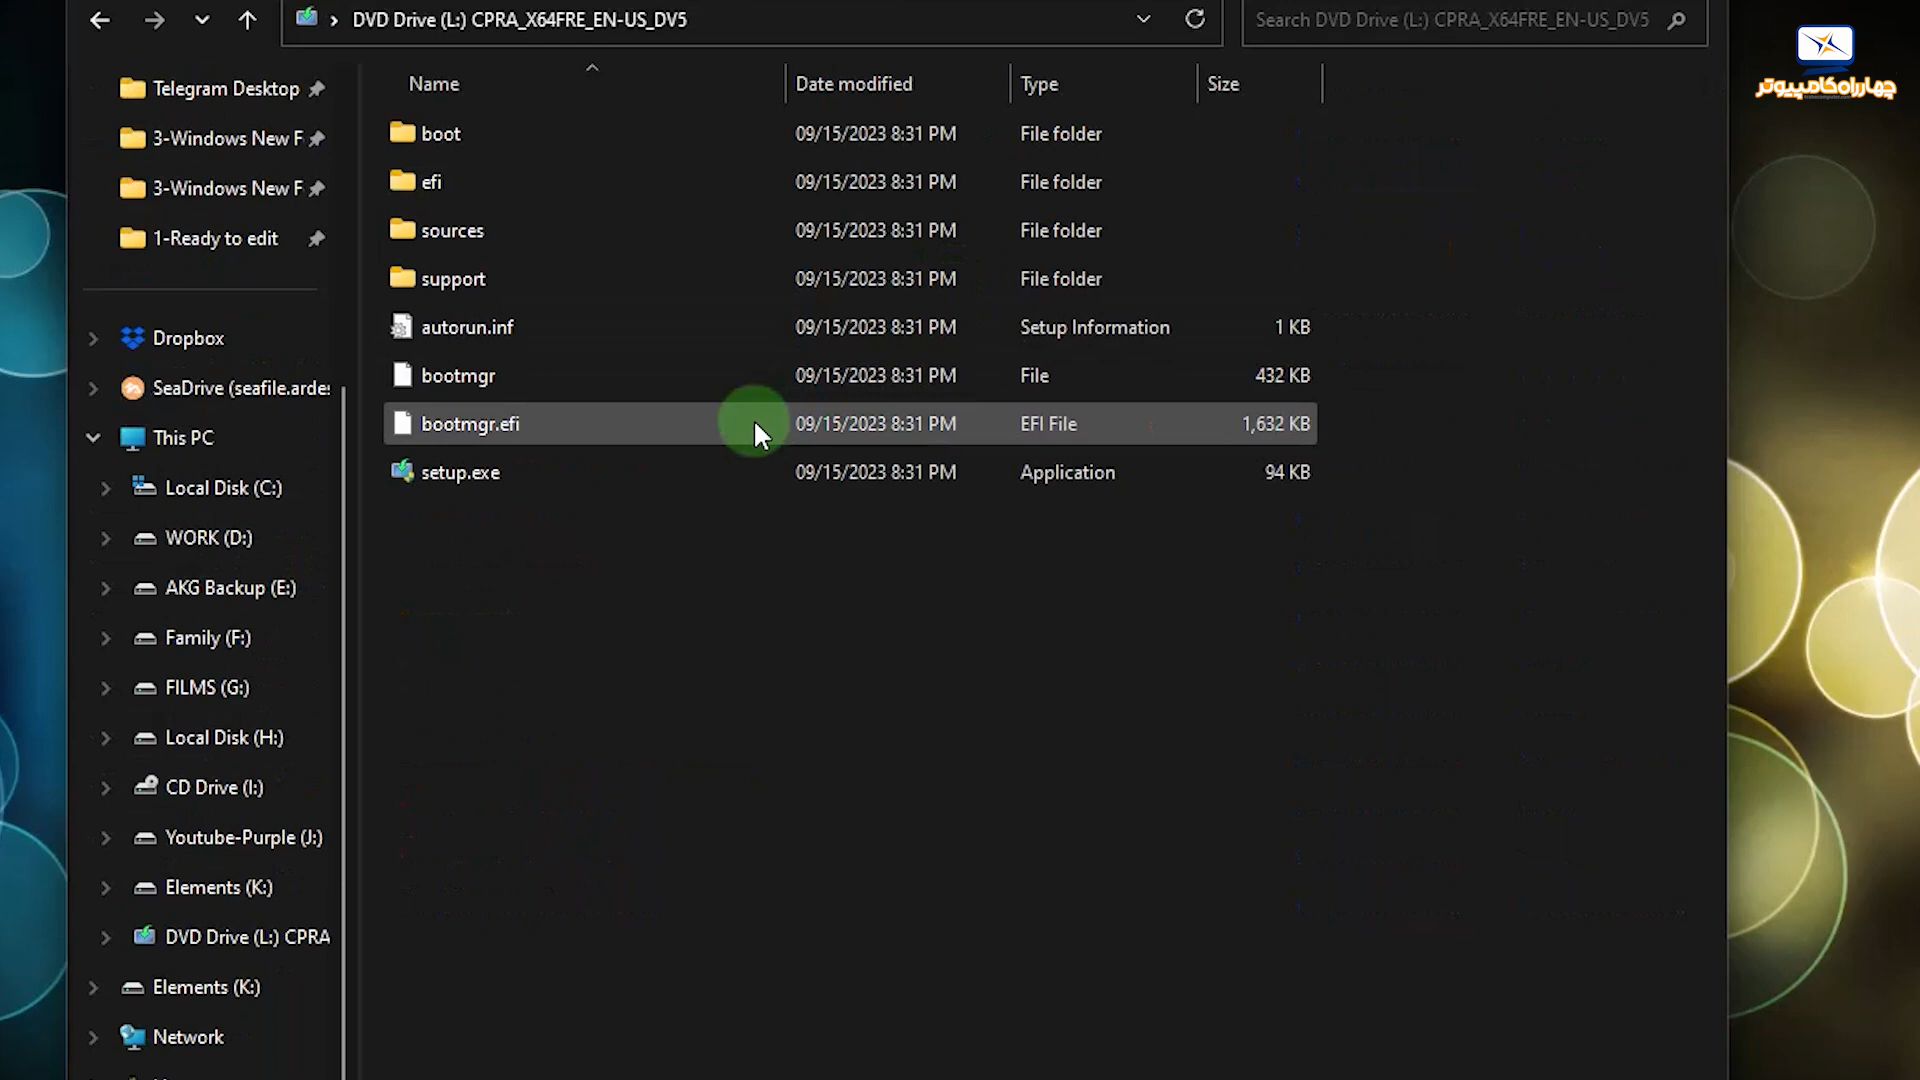 DVD Drive (L:) CPRA_X64FRE_EN-US_DV5
Search DVD Drive (L:) CPRA_X64FRE_EN-US_DV5
چهارراه کامپیوتر
Telegram Desktop
3-Windows New F
3-Windows New F
1-Ready to edit
Dropbox
SeaDrive (seafile.ardes
This PC
Local Disk (C:)
WORK (D:)
AKG Backup (E:)
Family (F:)
FILMS (G:)
Local Disk (H:)
CD Drive (I:)
Youtube-Purple (J:)
Elements (K:)
DVD Drive (L:) CPRA
Elements (K:)
Network
Name Date modified Type Size
boot 09/15/2023 8:31 PM File folder
efi 09/15/2023 8:31 PM File folder
sources 09/15/2023 8:31 PM File folder
support 09/15/2023 8:31 PM File folder
autorun.inf 09/15/2023 8:31 PM Setup Information 1 KB
bootmgr 09/15/2023 8:31 PM File 432 KB
bootmgr.efi 09/15/2023 8:31 PM EFI File 1,632 KB
setup.exe 09/15/2023 8:31 PM Application 94 KB